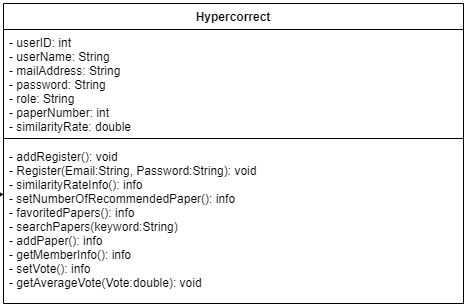 Hypercorrect
- userID: int
- userName: String
- mailAddress: String
- password: String
- role: String
- paperNumber: int
- similarityRate: double
- addRegister(): void
- Register(Email:String, Password:String): void
- similarityRateInfo(): info
- setNumberOfRecommendedPaper(): info
- favoritedPapers(): info
- searchPapers(keyword:String)
- addPaper(): info
- getMemberInfo(): info
- setVote(): info
- getAverageVote(Vote:double): void